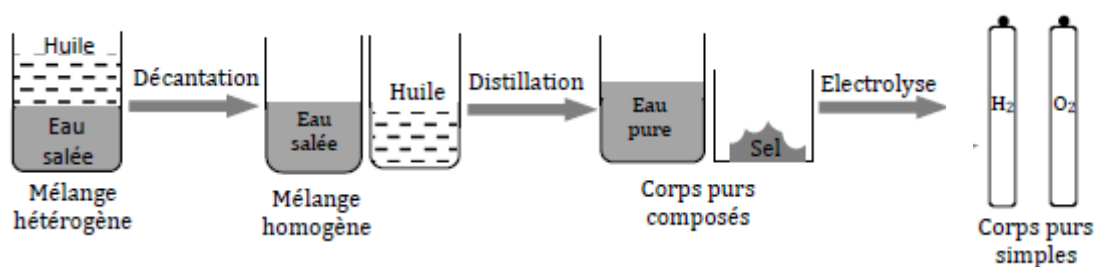 Huile
Eau
salée
Mélange
hétérogène
Décantation
Eau
salée
Mélange
homogène
Huile
Distillation
Eau
pure
Sel
Corps purs
composés
Electrolyse
H₂
O₂
Corps purs
simples